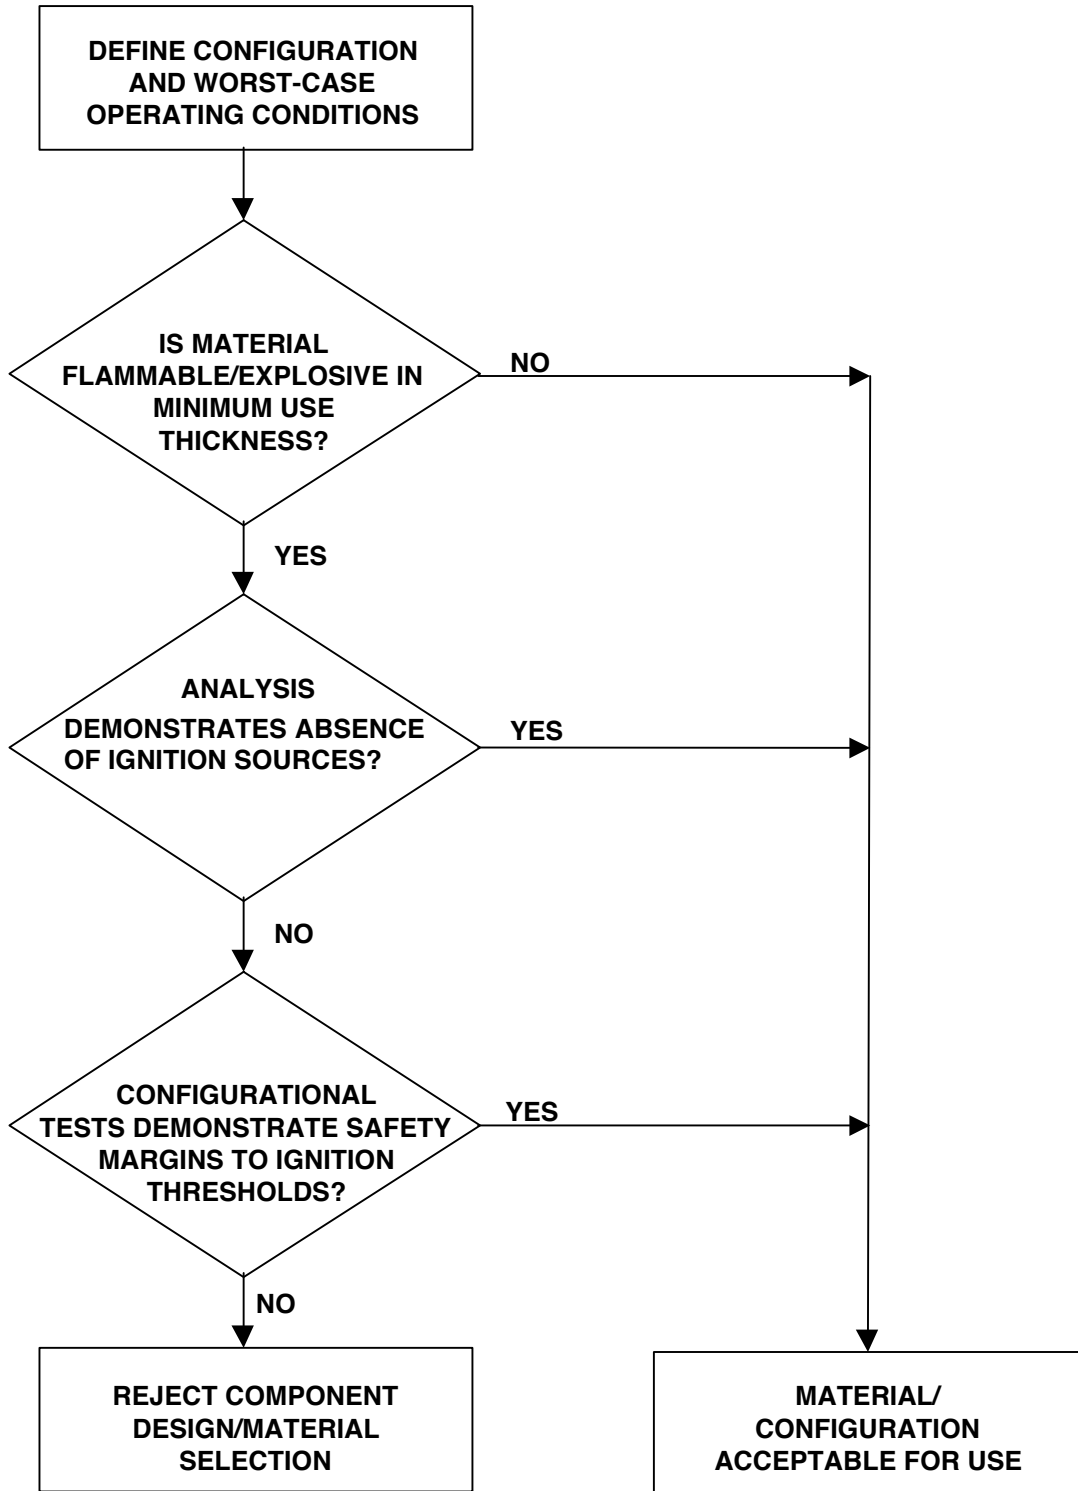 DEFINE CONFIGURATION
AND WORST-CASE
OPERATING CONDITIONS
IS MATERIAL
FLAMMABLE/EXPLOSIVE IN
MINIMUM USE
THICKNESS?
NO
YES
ANALYSIS
DEMONSTRATES ABSENCE
OF IGNITION SOURCES?
YES
NO
CONFIGURATIONAL
TESTS DEMONSTRATE SAFETY
MARGINS TO IGNITION
THRESHOLDS?
YES
NO
REJECT COMPONENT
DESIGN/MATERIAL
SELECTION
MATERIAL/
CONFIGURATION
ACCEPTABLE FOR USE